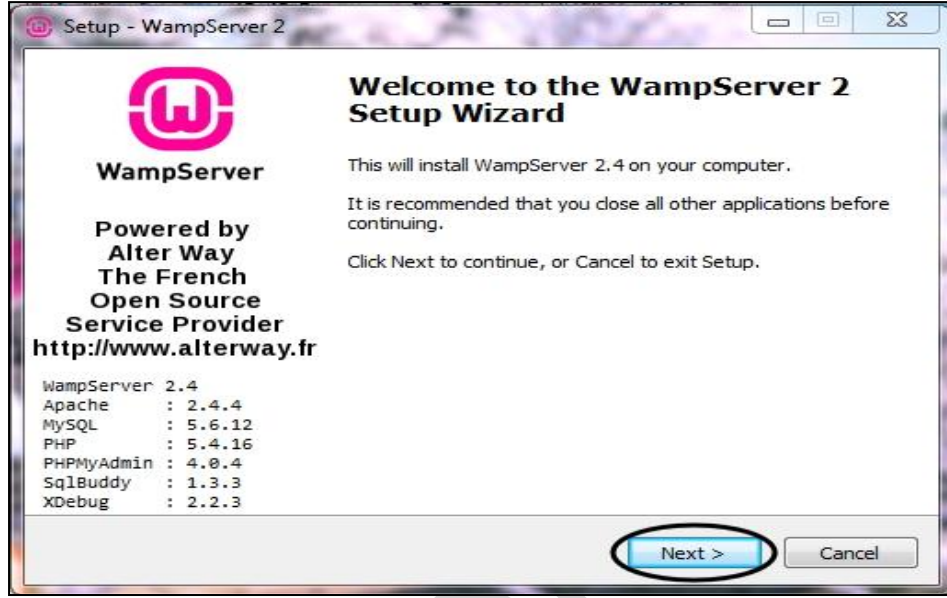 Setup - WampServer 2
WampServer
Powered by
Alter Way
The French
Open Source
Service Provider
http://www.alterway.fr
WampServer 2.4
Apache : 2.4.4
MySQL : 5.6.12
PHP : 5.4.16
PHPMyAdmin : 4.0.4
SqlBuddy : 1.3.3
XDebug : 2.2.3
Welcome to the WampServer 2
Setup Wizard
This will install WampServer 2.4 on your computer.
It is recommended that you close all other applications before
continuing.
Click Next to continue, or Cancel to exit Setup.
Next >
Cancel